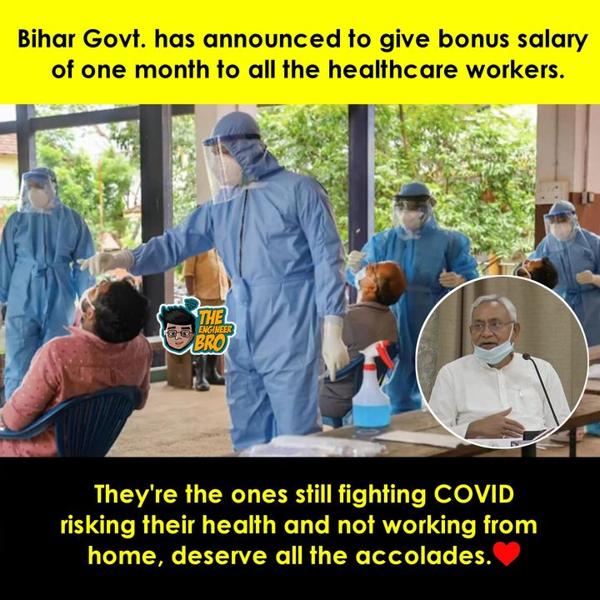 Bihar Govt. has announced to give bonus salary
of one month to all the healthcare workers.
THE
ENGINEER
BRO
They're the ones still fighting COVID
risking their health and not working from
home, deserve all the accolades.❤️